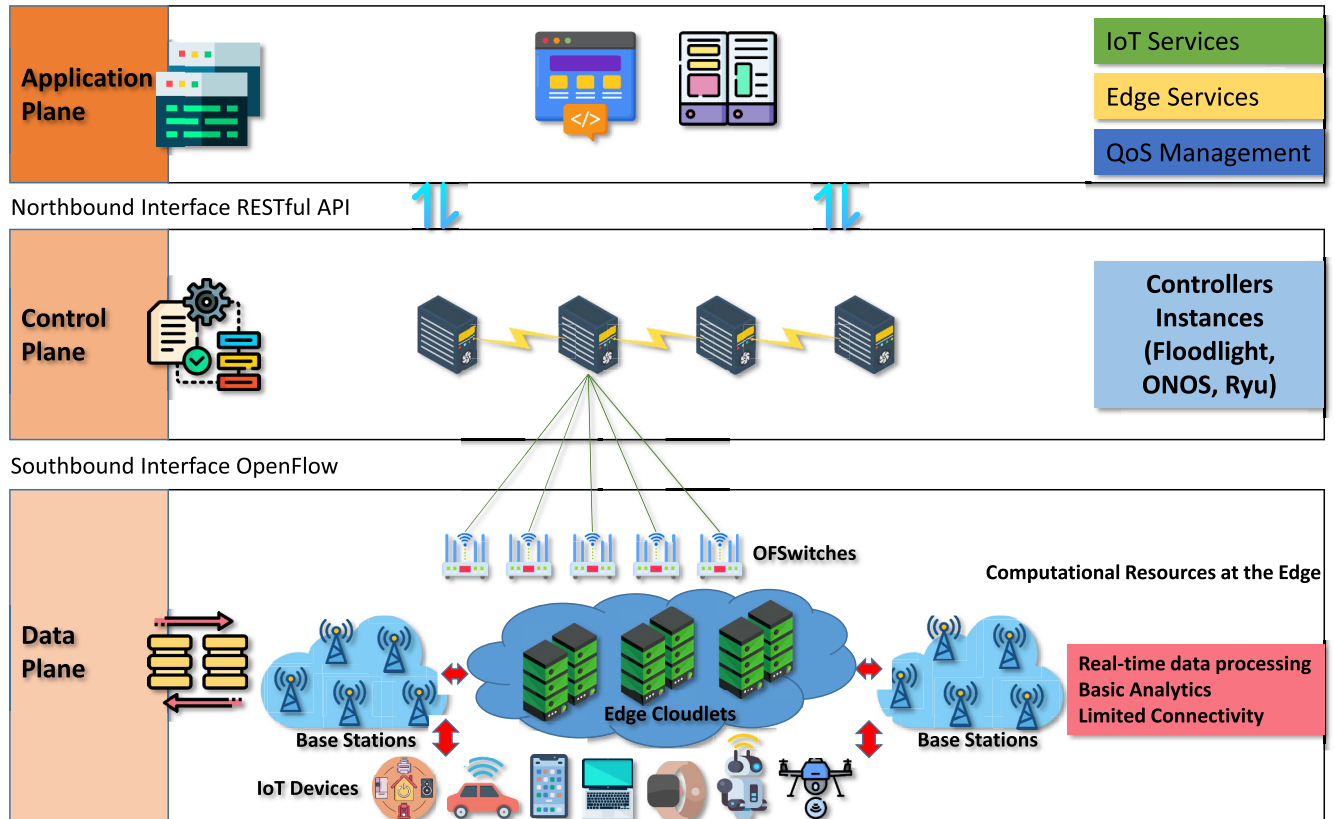 Application
Plane
</>
IoT Services
Edge Services
QoS Management
Northbound Interface RESTful API
Control
Plane
Controllers
Instances
(Floodlight,
ONOS, Ryu)
Southbound Interface OpenFlow
OFSwitches
Computational Resources at the Edge
Data
Plane
Real-time data processing
Basic Analytics
Limited Connectivity
Edge Cloudlets
Base Stations
Base Stations
IoT Devices